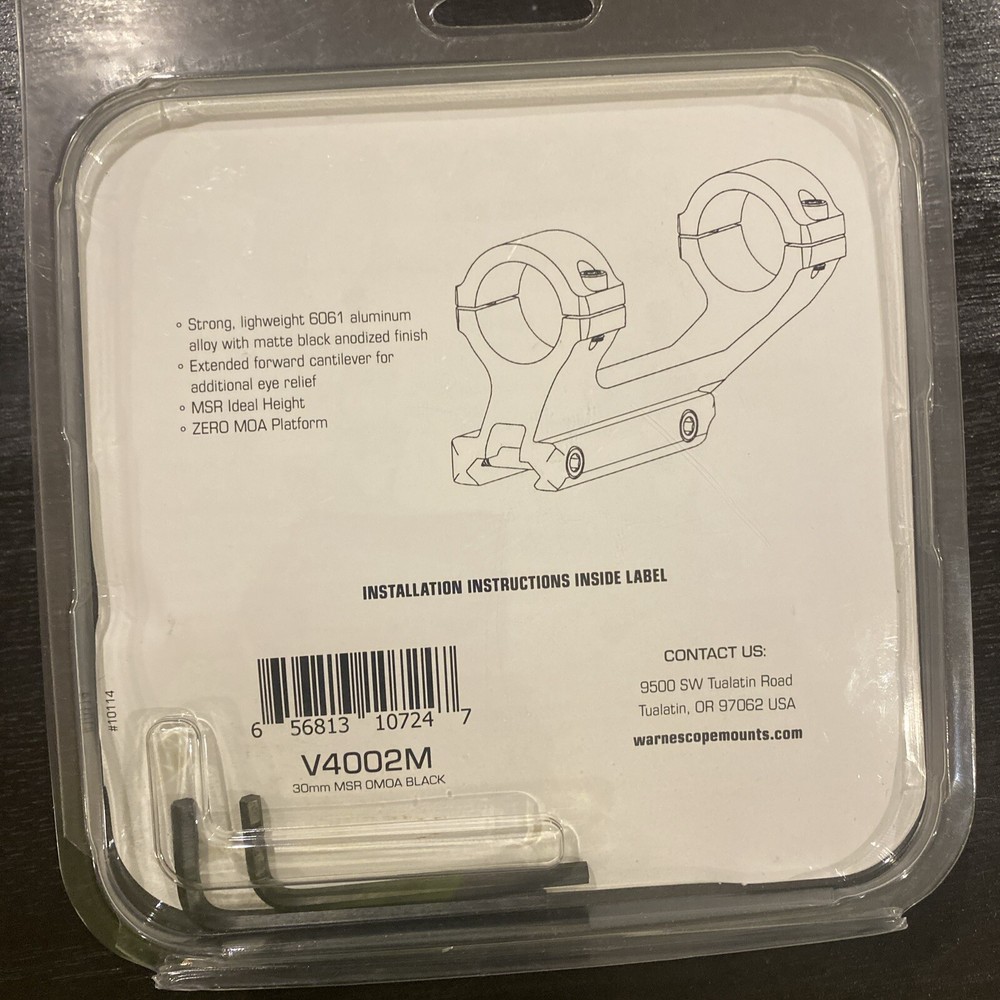 ° Strong, lighweight 6061 aluminum
alloy with matte black anodized finish
° Extended forward cantilever for
additional eye relief
° MSR Ideal Height
° ZERO MOA Platform
INSTALLATION INSTRUCTIONS INSIDE LABEL
#10114
6 56813 10724 7
V4002M
30mm MSR 0MOA BLACK
CONTACT US:
9500 SW Tualatin Road
Tualatin, OR 97062 USA
warnescopemounts.com